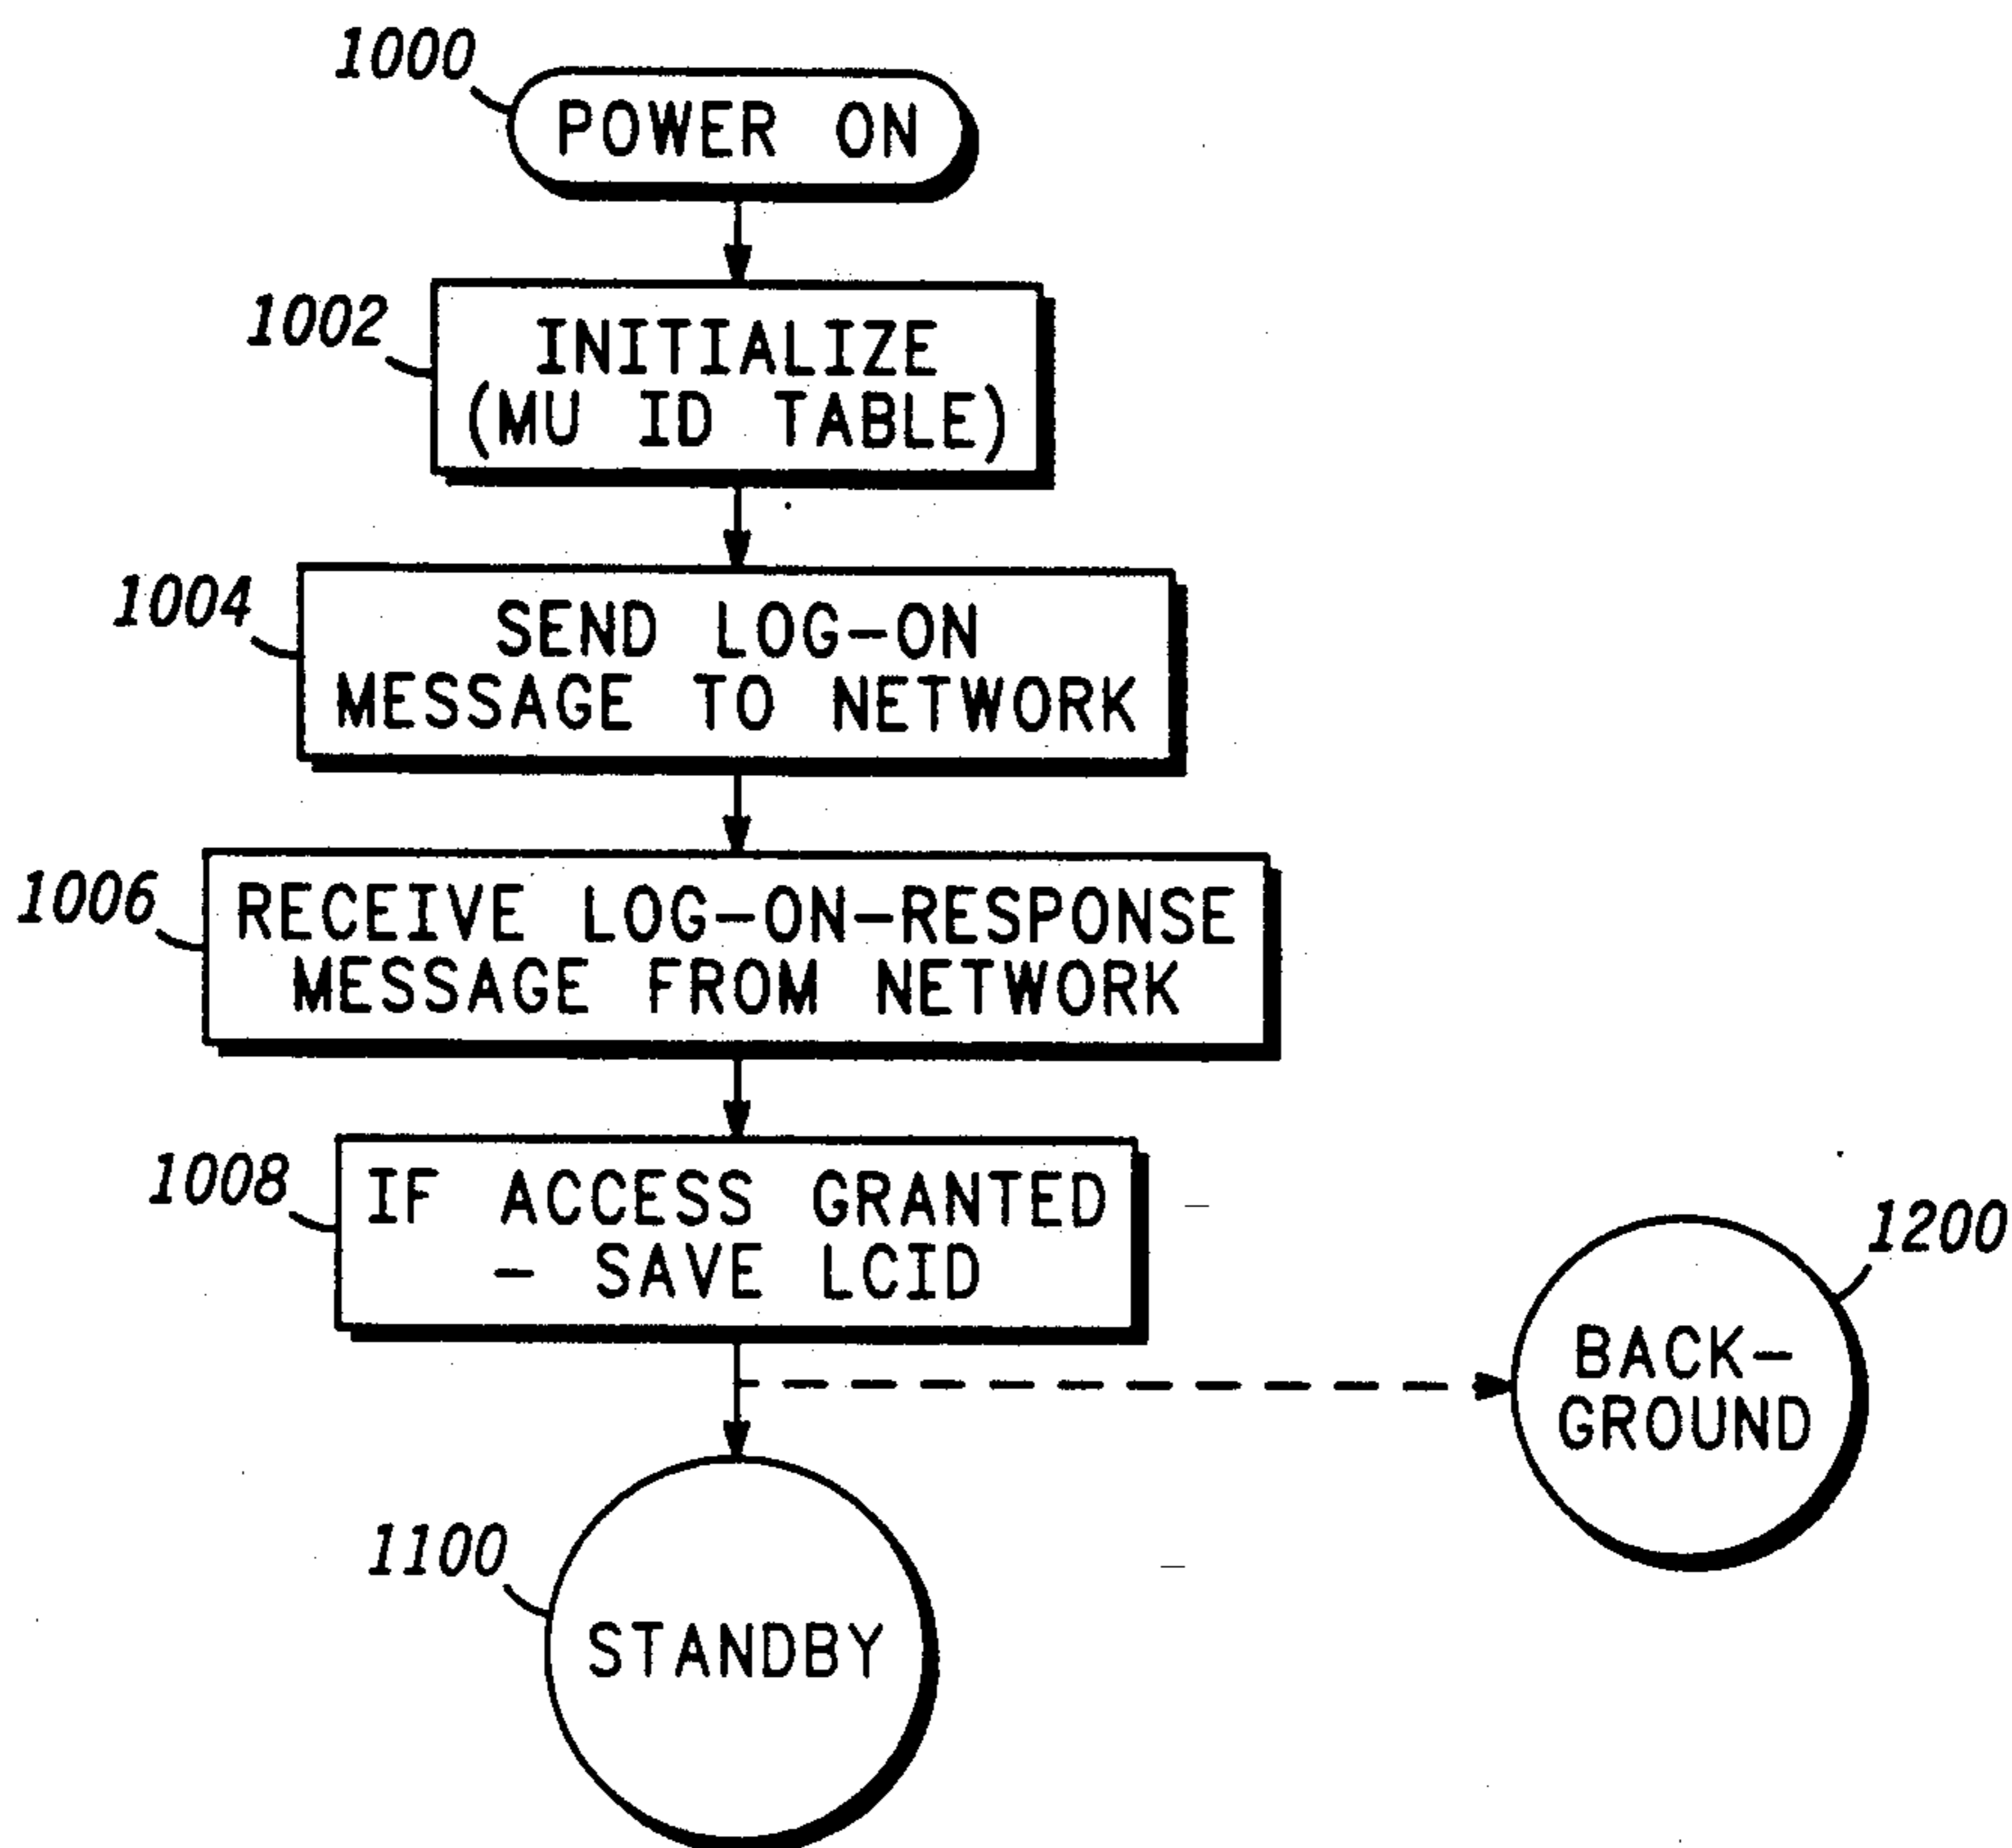 1000
POWER ON
1002
INITIALIZE
(MU ID TABLE)
1004
SEND LOG-ON
MESSAGE TO NETWORK
1006
RECEIVE LOG-ON-RESPONSE
MESSAGE FROM NETWORK
1008
IF ACCESS GRANTED
- SAVE LCID
1200
BACK-
GROUND
1100
STANDBY